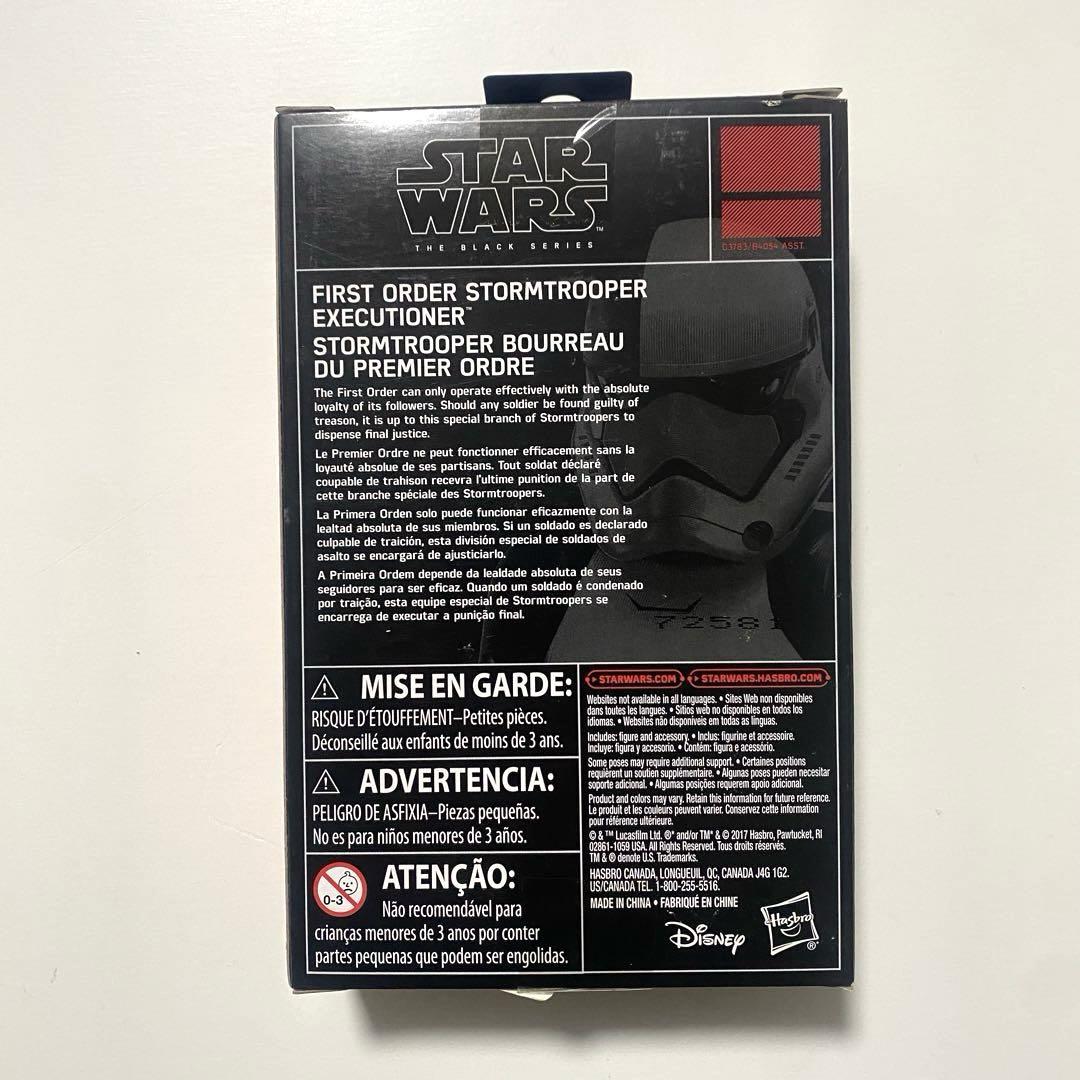 STAR
WARS™
THE BLACK SERIES
C3783/B4054 ASST.
FIRST ORDER STORMTROOPER
EXECUTIONER™
STORMTROOPER BOURREAU
DU PREMIER ORDRE
The First Order can only operate effectively with the absolute
loyalty of its followers. Should any soldier be found guilty of
treason, it is up to this special branch of Stormtroopers to
dispense final justice.
Le Premier Ordre ne peut fonctionner efficacement sans la
loyauté absolue de ses partisans. Tout soldat déclaré
coupable de trahison recevra l'ultime punition de la part de
cette branche spéciale des Stormtroopers.
La Primera Orden solo puede funcionar eficazmente con la
lealtad absoluta de sus miembros. Si un soldado es declarado
culpable de traición, esta división especial de soldados de
asalto se encargará de ajusticiarlo.
A Primeira Ordem depende da lealdade absoluta de seus
seguidores para ser eficaz. Quando um soldado é condenado
por traição, esta equipe especial de Stormtroopers se
encarrega de executar a punição final.
72581
MISE EN GARDE:
RISQUE D'ÉTOUFFEMENT–Petites pièces.
Déconseillé aux enfants de moins de 3 ans.
ADVERTENCIA:
PELIGRO DE ASFIXIA–Piezas pequeñas.
No es para niños menores de 3 años.
0-3
ATENÇÃO:
Não recomendável para
crianças menores de 3 anos por conter
partes pequenas que podem ser engolidas.
STARWARS.COM STARWARS.HASBRO.COM
Websites not available in all languages. • Sites Web non disponibles
dans toutes les langues. • Sitios web no disponibles en todos los
idiomas. • Websites não disponíveis em todas as línguas.
Includes: figure and accessory. • Inclus: figurine et accessoire.
Incluye: figura y accesorio. • Contém: figura e acessório.
Some poses may require additional support. • Certaines positions
requièrent un soutien supplémentaire. • Algunas poses pueden necesitar
soporte adicional. • Algumas posições requerem apoio adicional.
Product and colors may vary. Retain this information for future reference.
Le produit et les couleurs peuvent varier. Conservez cette information
pour référence ultérieure.
© & ™ Lucasfilm Ltd. ®* and/or TM* & © 2017 Hasbro, Pawtucket, RI
02861-1059 USA. All Rights Reserved. Tous droits réservés.
TM & ® denote U.S. Trademarks.
HASBRO CANADA, LONGUEUIL, QC, CANADA J4G 1G2.
US/CANADA TEL. 1-800-255-5516.
MADE IN CHINA • FABRIQUÉ EN CHINE
Disney
Hasbro®